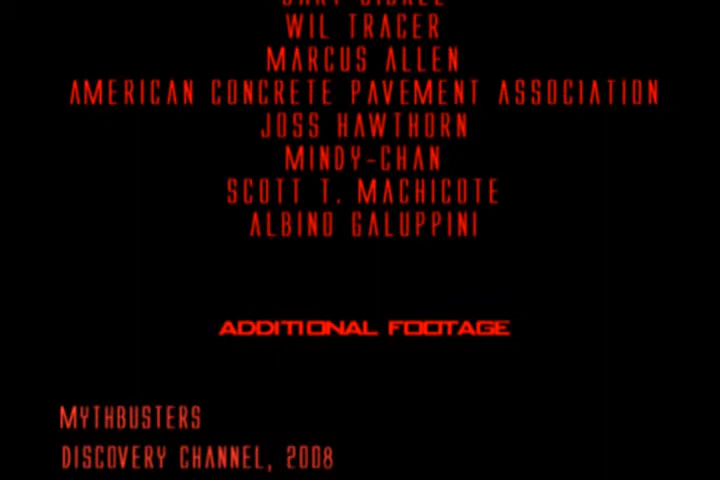 WIL TRACER
MARCUS ALLEN
AMERICAN CONCRETE PAVEMENT ASSOCIATION
JOSS HAWTHORN
MINDY-CHAN
SCOTT T. MACHICOTE
ALBINO GALUPPINI
ADDITIONAL FOOTAGE
MYTHBUSTERS
DISCOVERY CHANNEL, 2008